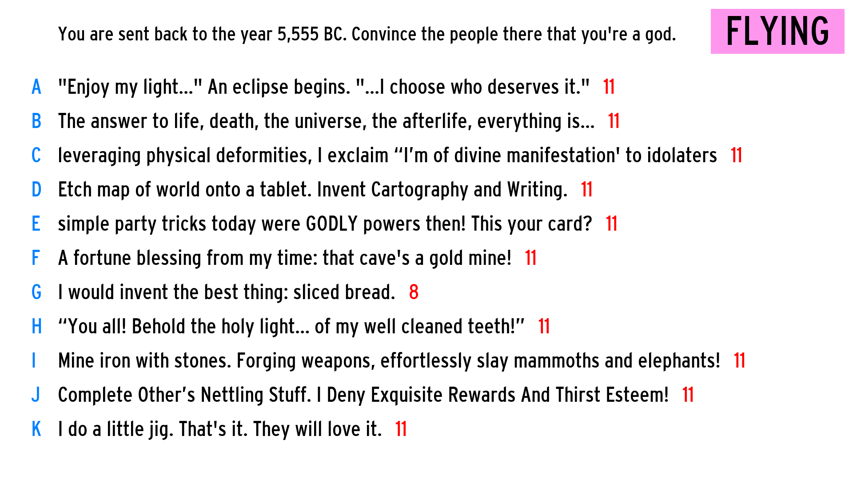 You are sent back to the year 5,555 BC. Convince the people there that you're a god.
FLYING
A "Enjoy my light..." An eclipse begins. "...I choose who deserves it." 11
B The answer to life, death, the universe, the afterlife, everything is... 11
C leveraging physical deformities, I exclaim “I’m of divine manifestation' to idolaters 11
D Etch map of world onto a tablet. Invent Cartography and Writing. 11
E simple party tricks today were GODLY powers then! This your card? 11
F A fortune blessing from my time: that cave's a gold mine! 11
G I would invent the best thing: sliced bread. 8
H “You all! Behold the holy light... of my well cleaned teeth!” 11
I Mine iron with stones. Forging weapons, effortlessly slay mammoths and elephants! 11
J Complete Other’s Nettling Stuff. I Deny Exquisite Rewards And Thirst Esteem! 11
K I do a little jig. That's it. They will love it. 11